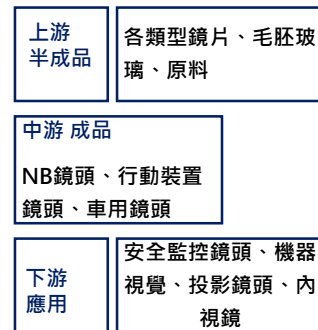 上游
半成品
各類型鏡片、毛胚玻
璃、原料
中游 成品
NB鏡頭、行動裝置
鏡頭、車用鏡頭
下游
應用
安全監控鏡頭、機器
視覺、投影鏡頭、內
視鏡